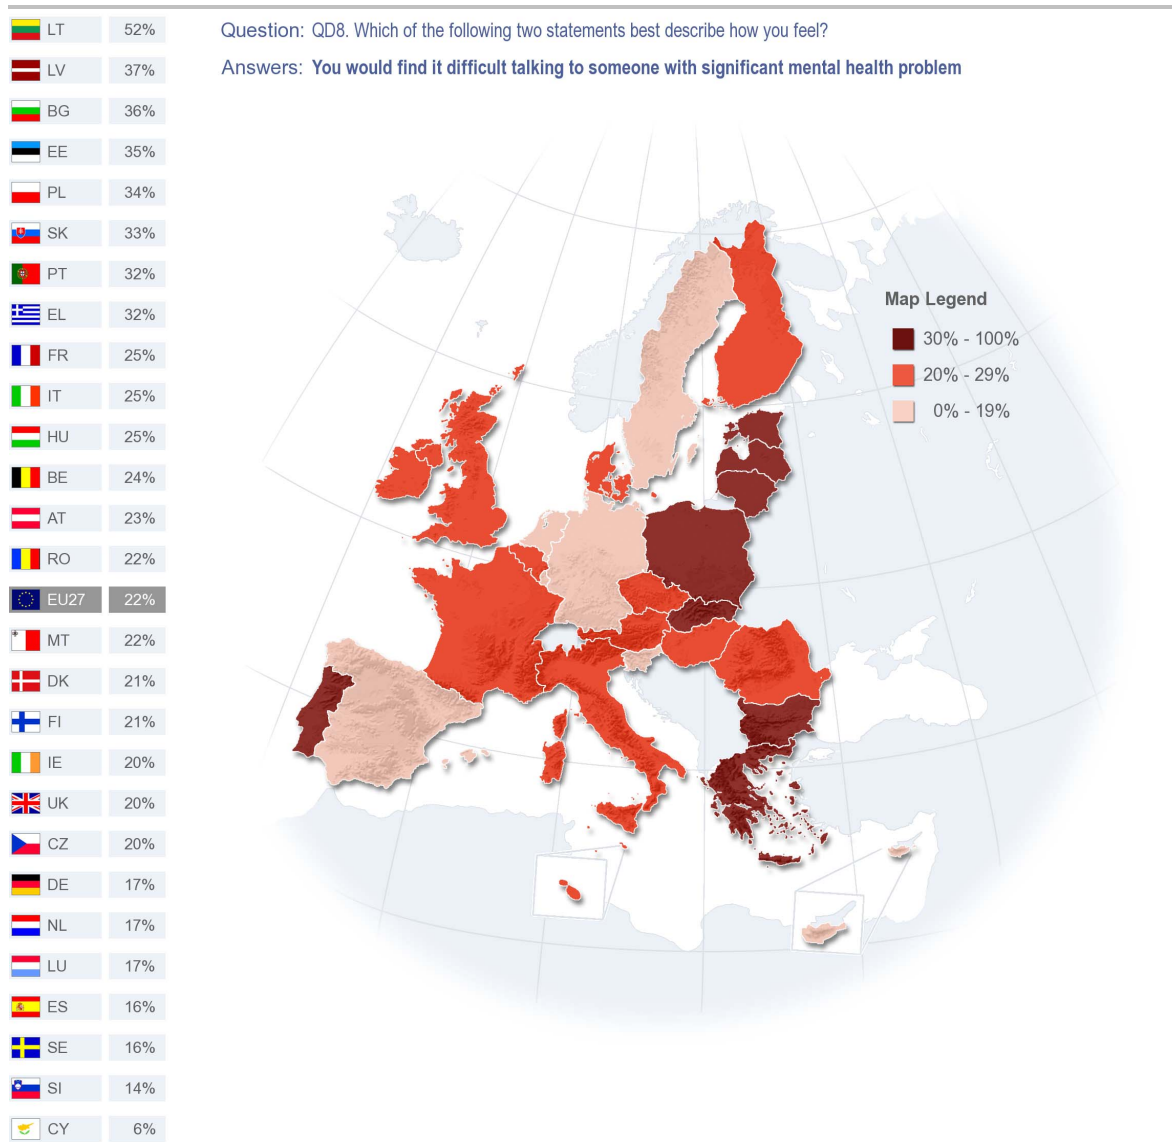 Question: QD8. Which of the following two statements best describe how you feel?
Answers: You would find it difficult talking to someone with significant mental health problem
LT 52%
LV 37%
BG 36%
EE 35%
PL 34%
SK 33%
PT 32%
EL 32%
FR 25%
IT 25%
HU 25%
BE 24%
AT 23%
RO 22%
EU27 22%
MT 22%
DK 21%
FI 21%
IE 20%
UK 20%
CZ 20%
DE 17%
NL 17%
LU 17%
ES 16%
SE 16%
SI 14%
CY 6%
Map Legend
30% - 100%
20% - 29%
0% - 19%